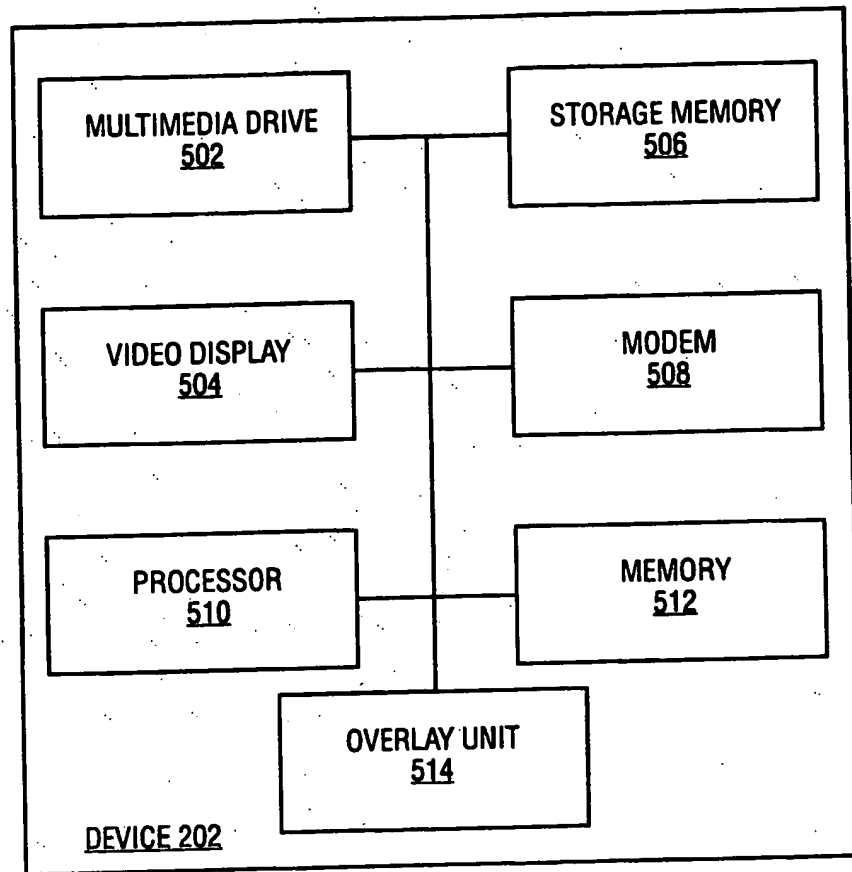 MULTIMEDIA DRIVE
502
STORAGE MEMORY
506
VIDEO DISPLAY
504
MODEM
508
PROCESSOR
510
MEMORY
512
OVERLAY UNIT
514
DEVICE 202